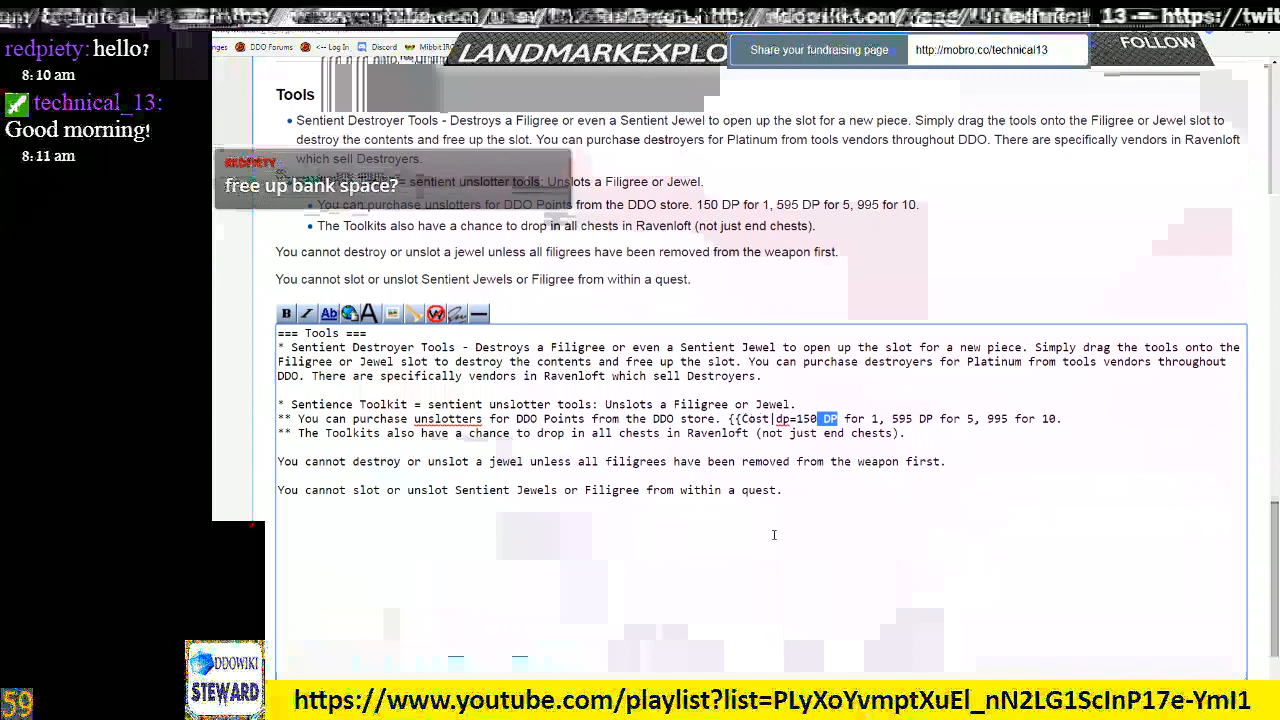 redpiety: hello?
8:10 am
technical_13:
Good morning!
8:11 am
DDO Forums <-- Log In Discord Mibbit
LANDMARKEXPLO
Share your fundraising page http://mobro.co/technical13
FOLLOW
Tools
Sentient Destroyer Tools - Destroys a Filigree or even a Sentient Jewel to open up the slot for a new piece. Simply drag the tools onto the Filigree or Jewel slot to
destroy the contents and free up the slot. You can purchase destroyers for Platinum from tools vendors throughout DDO. There are specifically vendors in Ravenloft
which sell Destroyers.
REDPIETY
free up bank space?
= sentient unslotter tools: Unslots a Filigree or Jewel.
You can purchase unslotters for DDO Points from the DDO store. 150 DP for 1, 595 DP for 5, 995 for 10.
The Toolkits also have a chance to drop in all chests in Ravenloft (not just end chests).
You cannot destroy or unslot a jewel unless all filigrees have been removed from the weapon first.
You cannot slot or unslot Sentient Jewels or Filigree from within a quest.
B I Ab A W
=== Tools ===
* Sentient Destroyer Tools - Destroys a Filigree or even a Sentient Jewel to open up the slot for a new piece. Simply drag the tools onto the
Filigree or Jewel slot to destroy the contents and free up the slot. You can purchase destroyers for Platinum from tools vendors throughout
DDO. There are specifically vendors in Ravenloft which sell Destroyers.
* Sentience Toolkit = sentient unslotter tools: Unslots a Filigree or Jewel.
** You can purchase unslotters for DDO Points from the DDO store. {{Cost|dp=150 DP for 1, 595 DP for 5, 995 for 10.
** The Toolkits also have a chance to drop in all chests in Ravenloft (not just end chests).
You cannot destroy or unslot a jewel unless all filigrees have been removed from the weapon first.
You cannot slot or unslot Sentient Jewels or Filigree from within a quest.
DDOWIKI
STEWARD
59
https://www.youtube.com/playlist?list=PLyXoYvmptXuEl_nN2LG1ScInP17e-YmI1